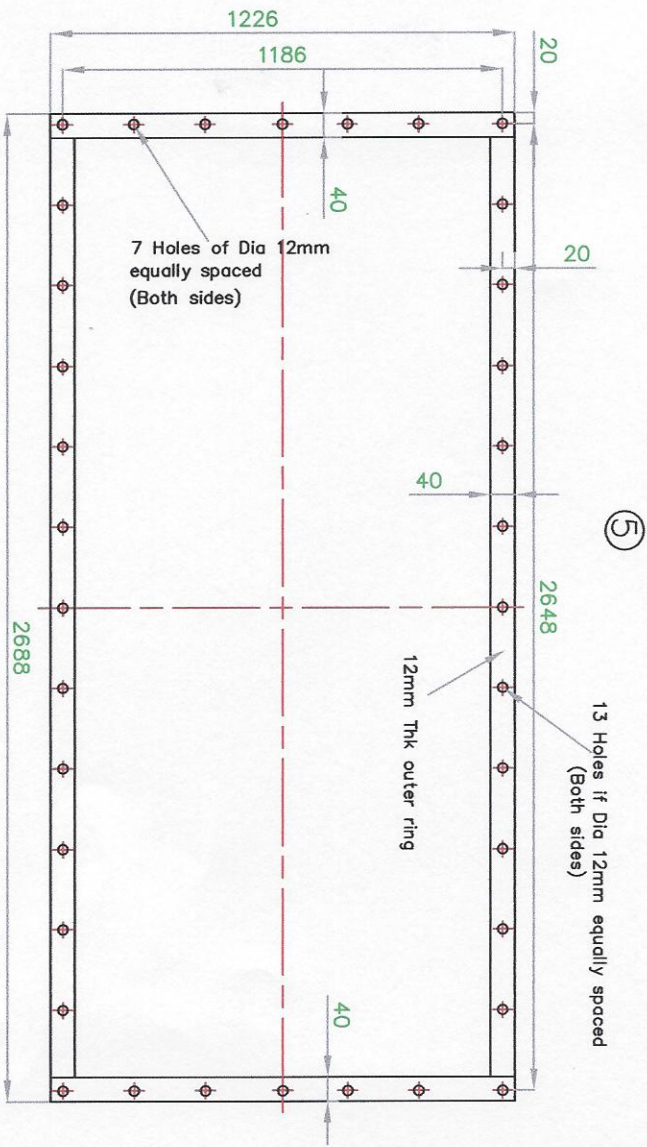 1226
1186
20
40
7 Holes of Dia 12mm
equally spaced
(Both sides)
20
40
5
2648
13 Holes if Dia 12mm equally spaced
(Both sides)
12mm Thk outer ring
2688
40